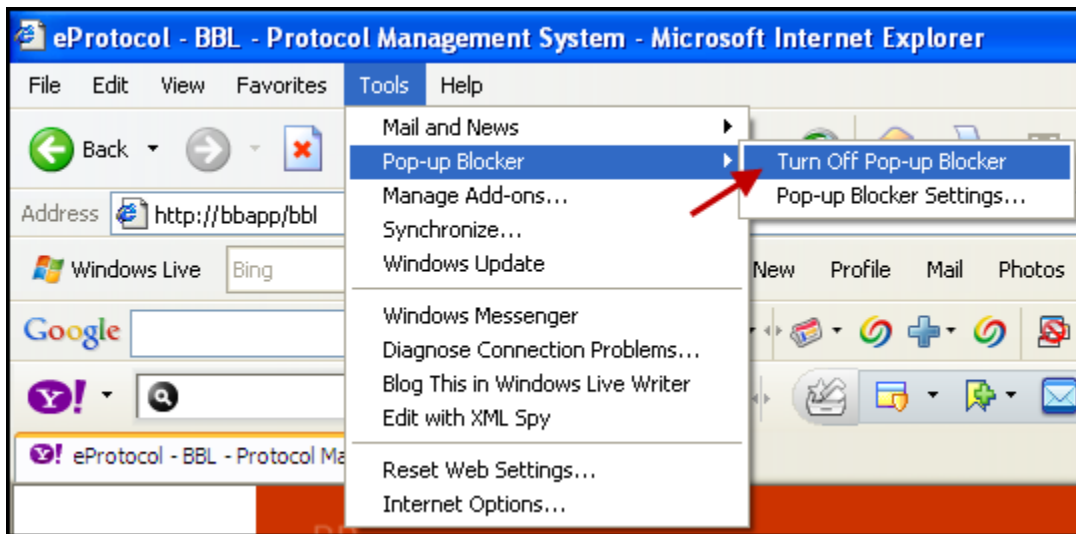 eProtocol - BBL - Protocol Management System - Microsoft Internet Explorer
File Edit View Favorites Tools Help
Back
Mail and News
Pop-up Blocker
Turn Off Pop-up Blocker
Pop-up Blocker Settings...
Manage Add-ons...
Address http://bbapp/bbl
Synchronize...
Windows Update
Windows Live Bing
New Profile Mail Photos
Windows Messenger
Google
Diagnose Connection Problems...
Blog This in Windows Live Writer
Y!
Edit with XML Spy
Y! eProtocol - BBL - Protocol Ma
Reset Web Settings...
Internet Options...